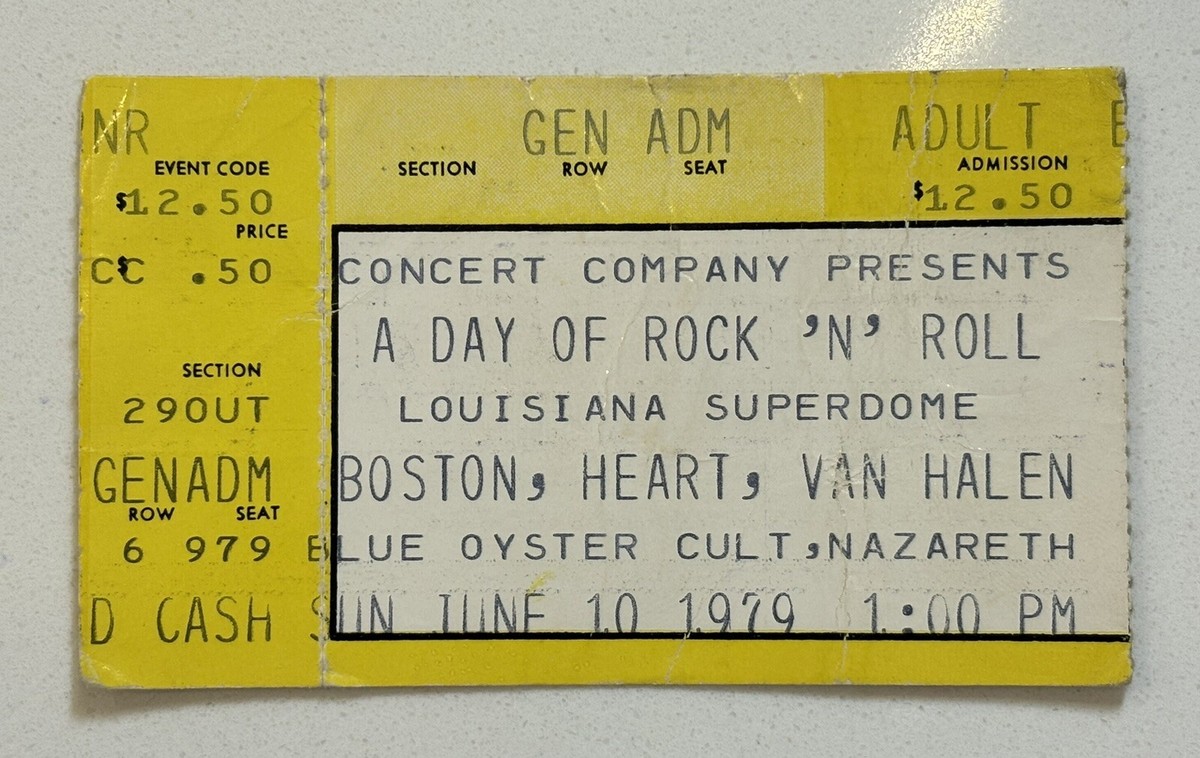 NR
EVENT CODE
$12.50
PRICE
CC $ .50
SECTION
29OUT
GENADM
ROW SEAT
6 979
D CASH
GEN ADM
SECTION ROW SEAT
ADULT
ADMISSION
$12.50
CONCERT COMPANY PRESENTS
A DAY OF ROCK 'N' ROLL
LOUISIANA SUPERDOME
BOSTON, HEART, VAN HALEN
BLUE OYSTER CULT,NAZARETH
SUN JUNE 10 1979 1:00 PM